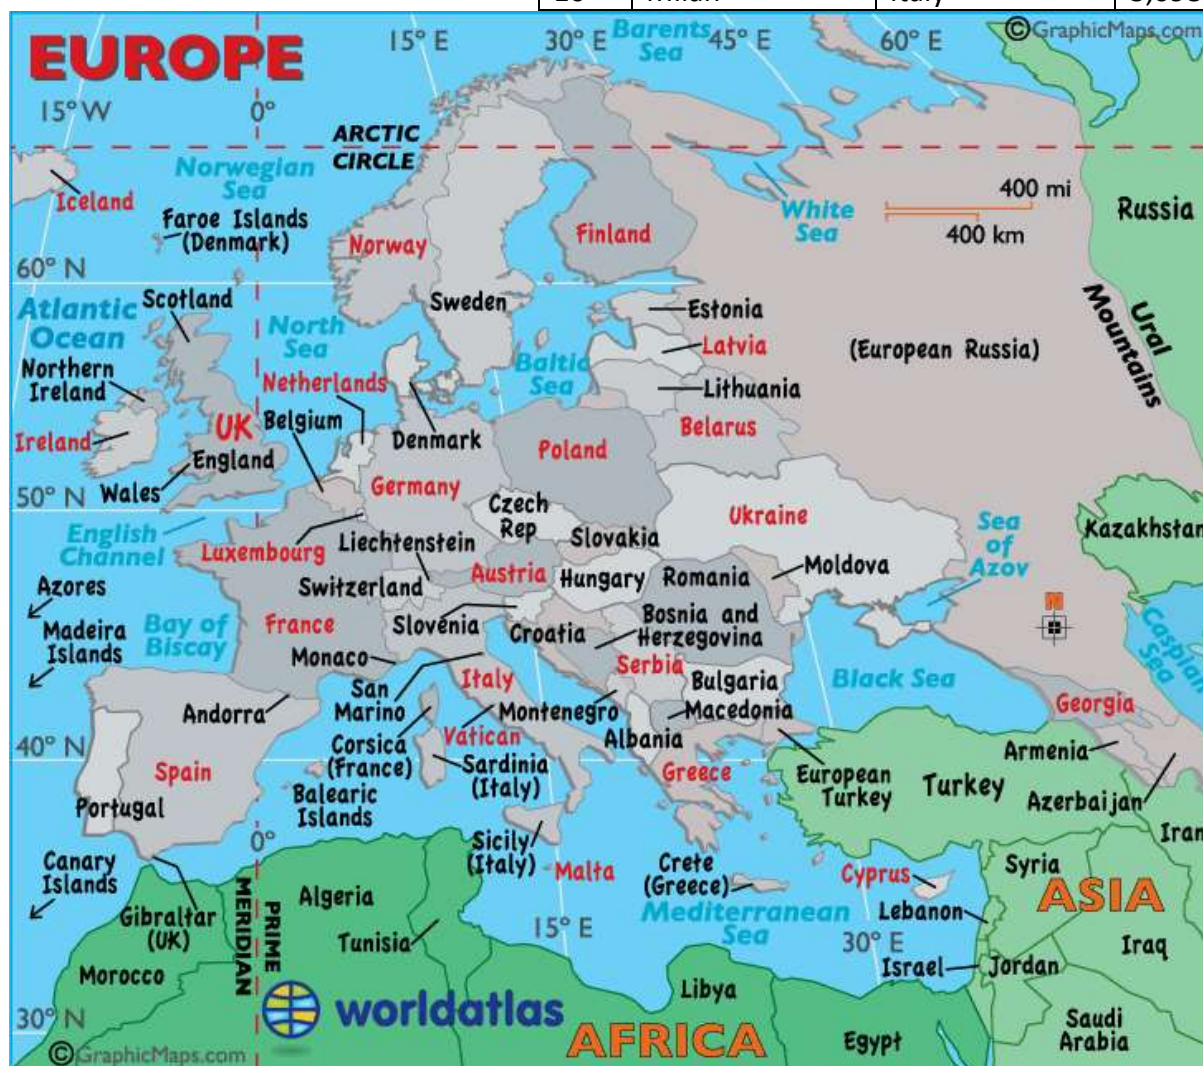 Milan Italy
© GraphicMaps.com
EUROPE
15° E
30° E
Barents
Sea
45° E
60° E
15° W
0°
ARCTIC
CIRCLE
Norwegian
Sea
Iceland
Faroe Islands
(Denmark)
Norway
Finland
White
Sea
400 mi
400 km
Russia
60° N
Scotland
Sweden
Estonia
Atlantic
Ocean
North
Sea
Baltic
Sea
Latvia
(European Russia)
Ural
Mountains
Northern
Ireland
Netherlands
Lithuania
Ireland
UK
Belgium
Denmark
Poland
Belarus
England
Wales
Germany
50° N
Czech
Rep
Ukraine
Sea
of
Azov
Kazakhstan
English
Channel
Luxembourg
Liechtenstein
Slovakia
Switzerland
Austria
Hungary
Romania
Moldova
Azores
Madeira
Islands
Bay of
Biscay
France
Slovenia
Croatia
Bosnia and
Herzegovina
N
Caspian
Sea
Monaco
Italy
Serbia
Bulgaria
Black Sea
San
Marino
Andorra
Montenegro
Macedonia
Georgia
40° N
Corsica
(France)
Vatican
Albania
Armenia
Spain
Sardinia
(Italy)
Greece
European
Turkey
Turkey
Azerbaijan
Portugal
Balearic
Islands
0°
Sicily
(Italy)
Malta
Crete
(Greece)
Cyprus
Syria
Iran
Canary
Islands
Gibraltar
(UK)
PRIME
MERIDIAN
Algeria
Tunisia
15° E
Mediterranean
Sea
30° E
Lebanon
ASIA
Iraq
Morocco
Israel
Jordan
Libya
worldatlas
AFRICA
Egypt
Saudi
Arabia
30° N
© GraphicMaps.com